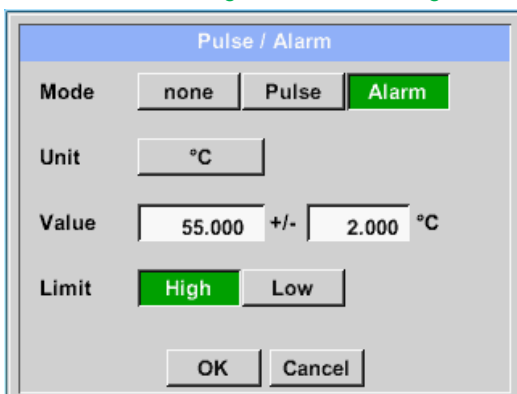 Pulse / Alarm
Mode none Pulse Alarm
Unit °C
Value 55.000 +/- 2.000 °C
Limit High Low
OK Cancel